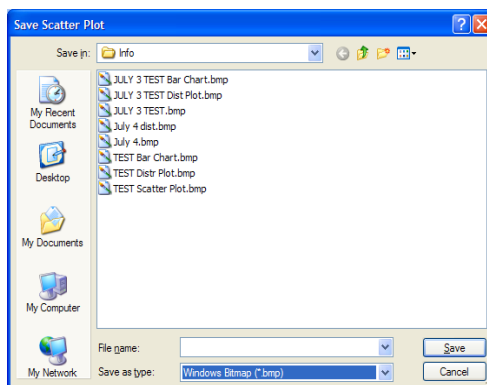 Save Scatter Plot
Save in:
Info
My Recent
Documents
Desktop
My Documents
My Computer
My Network
JULY 3 TEST Bar Chart.bmp
JULY 3 TEST Dist Plot.bmp
JULY 3 TEST.bmp
July 4 dist.bmp
July 4.bmp
TEST Bar Chart.bmp
TEST Distr Plot.bmp
TEST Scatter Plot.bmp
File name:
Save
Save as type:
Windows Bitmap (*.bmp)
Cancel